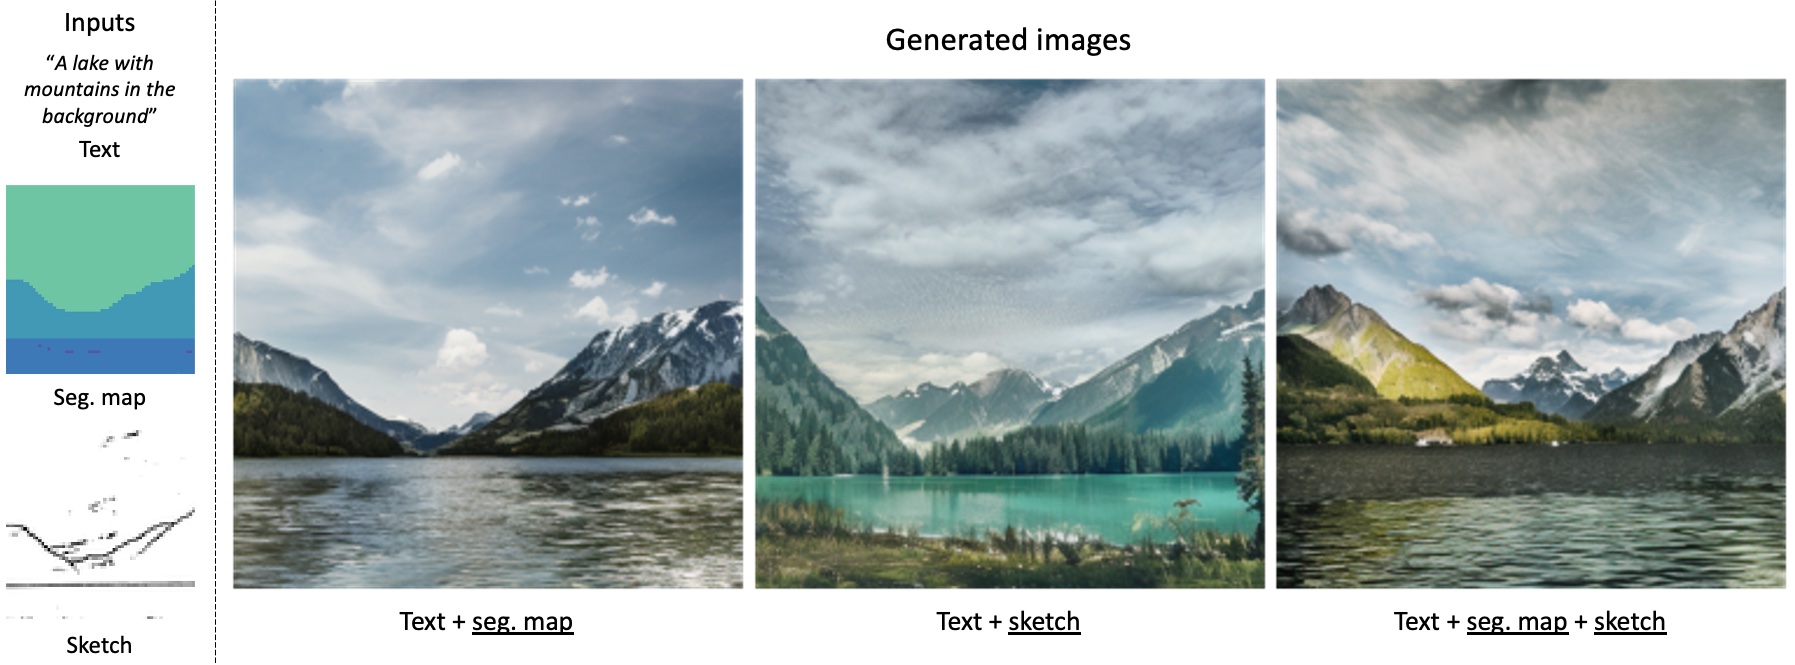 Inputs
“A lake with
mountains in the
background”
Text
Seg. map
Sketch
Generated images
Text + seg. map
Text + sketch
Text + seg. map + sketch